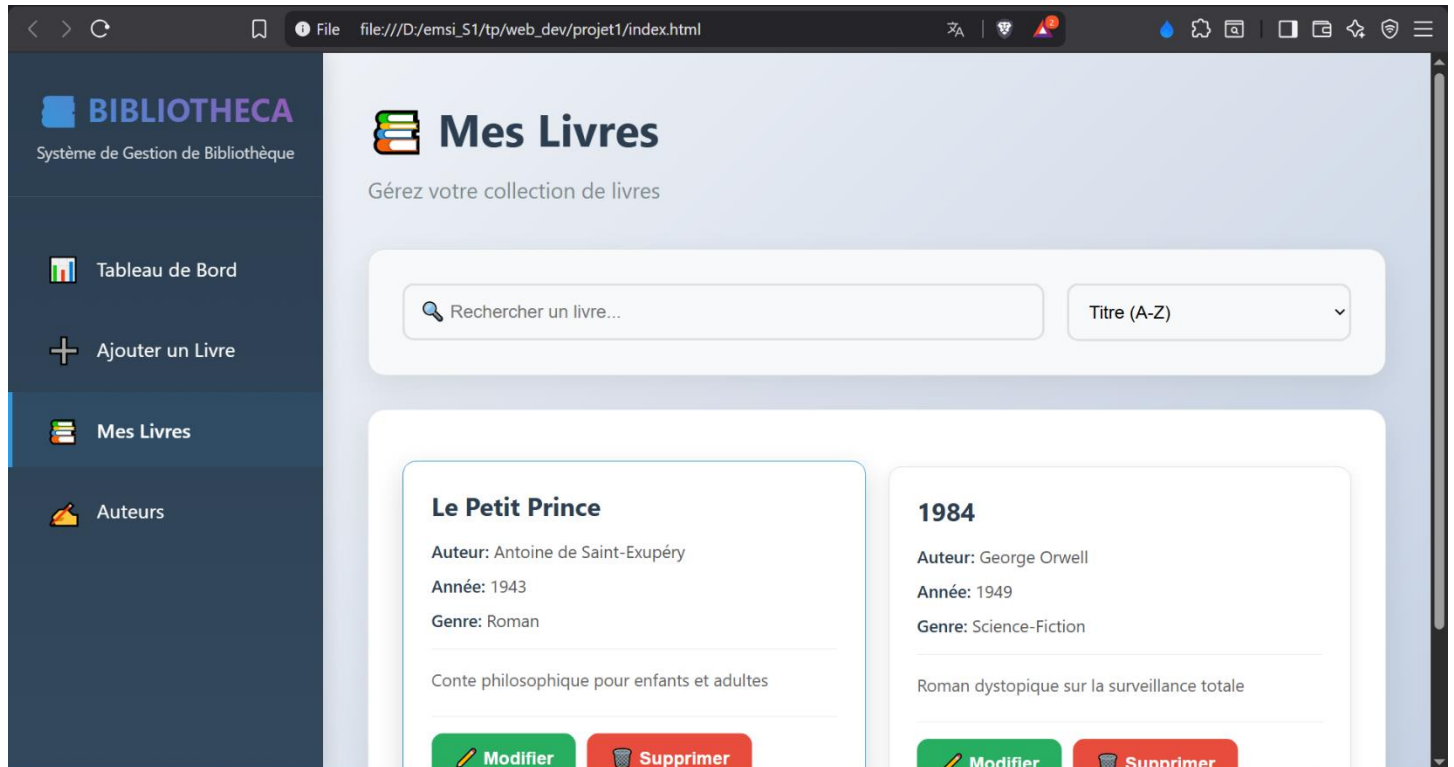 File file:///D:/emsi_S1/tp/web_dev/projet1/index.html
2
BIBLIOTHECA
Système de Gestion de Bibliothèque
Tableau de Bord
Ajouter un Livre
Mes Livres
Auteurs
Mes Livres
Gérez votre collection de livres
Rechercher un livre...
Titre (A-Z)
Le Petit Prince
Auteur: Antoine de Saint-Exupéry
Année: 1943
Genre: Roman
Conte philosophique pour enfants et adultes
Modifier
Supprimer
1984
Auteur: George Orwell
Année: 1949
Genre: Science-Fiction
Roman dystopique sur la surveillance totale
Modifier
Supprimer